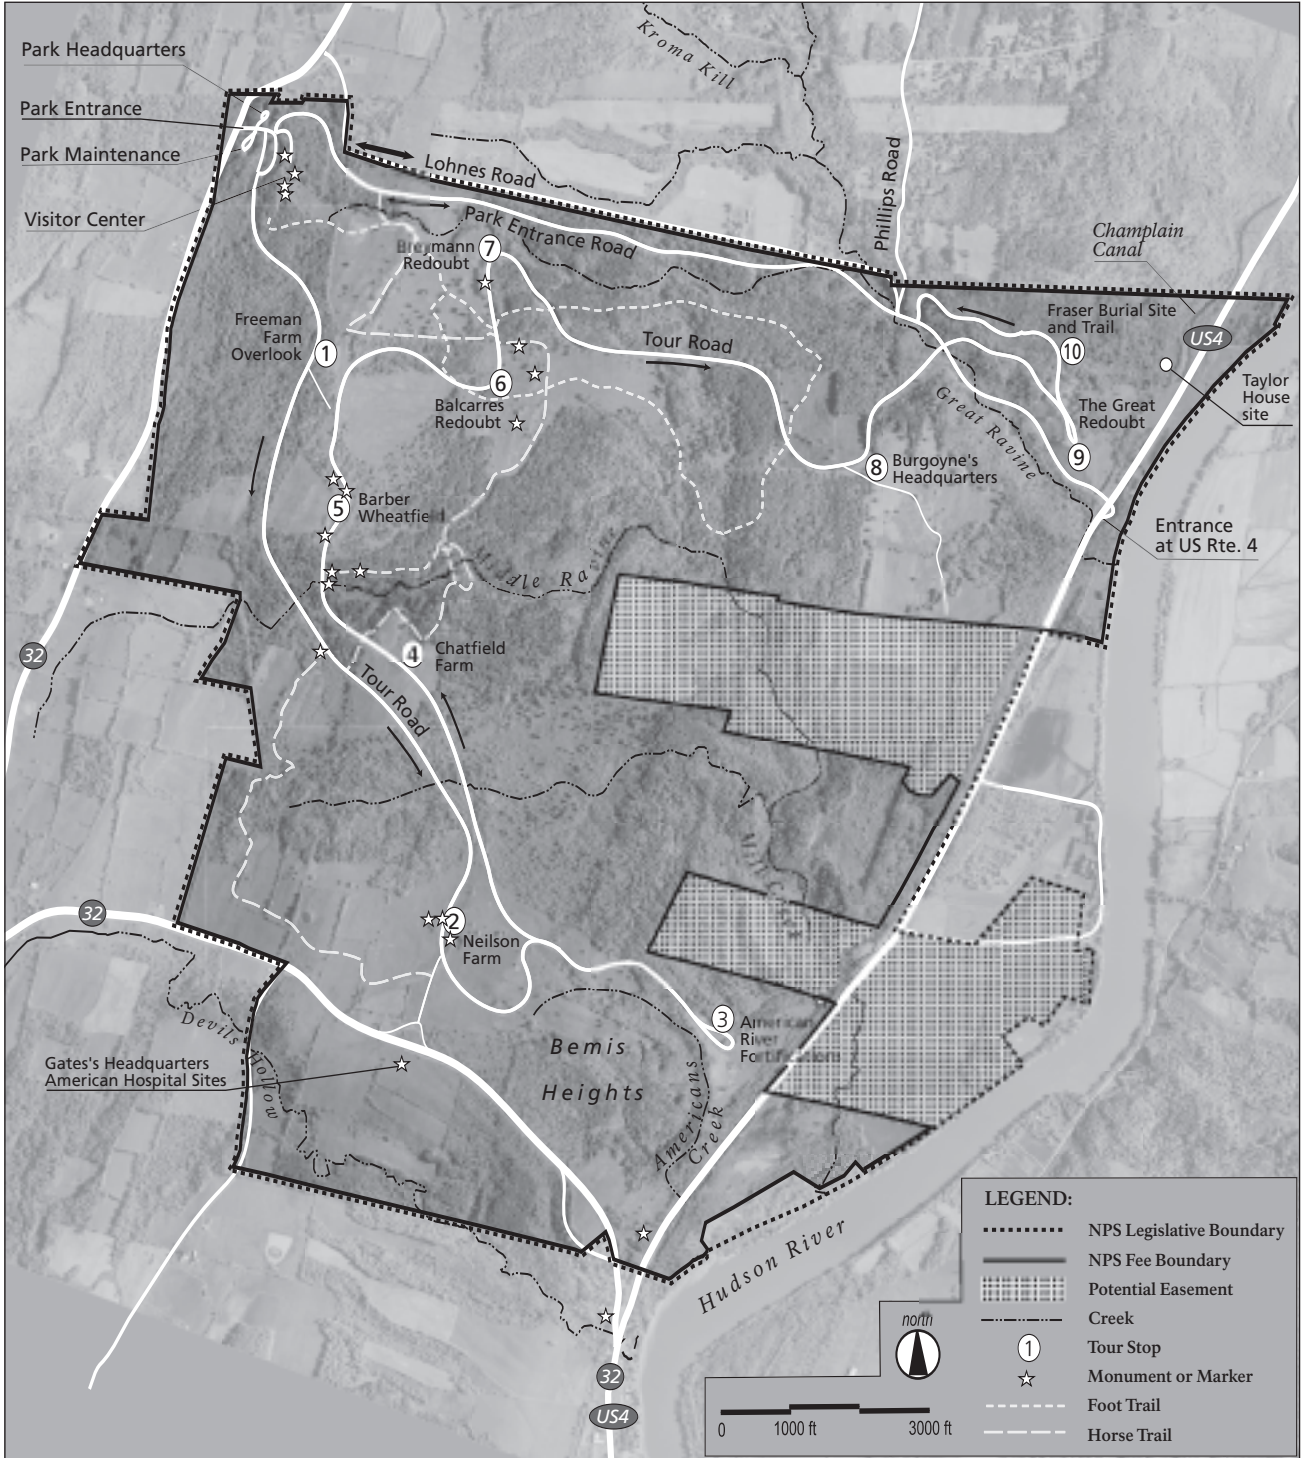 Kroma Kill
Park Headquarters
Park Entrance
Park Maintenance
Visitor Center
Lohnes Road
Phillips Road
Park Entrance Road
Champlain
Canal
7
Redoubt
Freeman
Farm
Overlook
1
Tour Road
Fraser Burial Site
and Trail
10
US4
Taylor
House
site
6
Balcarres
Redoubt
Great Ravine
The Great
Redoubt
9
8
Burgoyne's
Headquarters
5
Barber
Wheatfield
Entrance
at US Rte. 4
Middle Ravine
32
4
Chatfield
Farm
Tour Road
Mill Creek
32
2
Neilson
Farm
Devils Hollow
3
American
River
Fortifications
Bemis
Heights
Gates's Headquarters
American Hospital Sites
Americans
Creek
Hudson River
32
US4
LEGEND:
NPS Legislative Boundary
NPS Fee Boundary
Potential Easement
Creek
1 Tour Stop
Monument or Marker
Foot Trail
Horse Trail
north
0 1000 ft 3000 ft